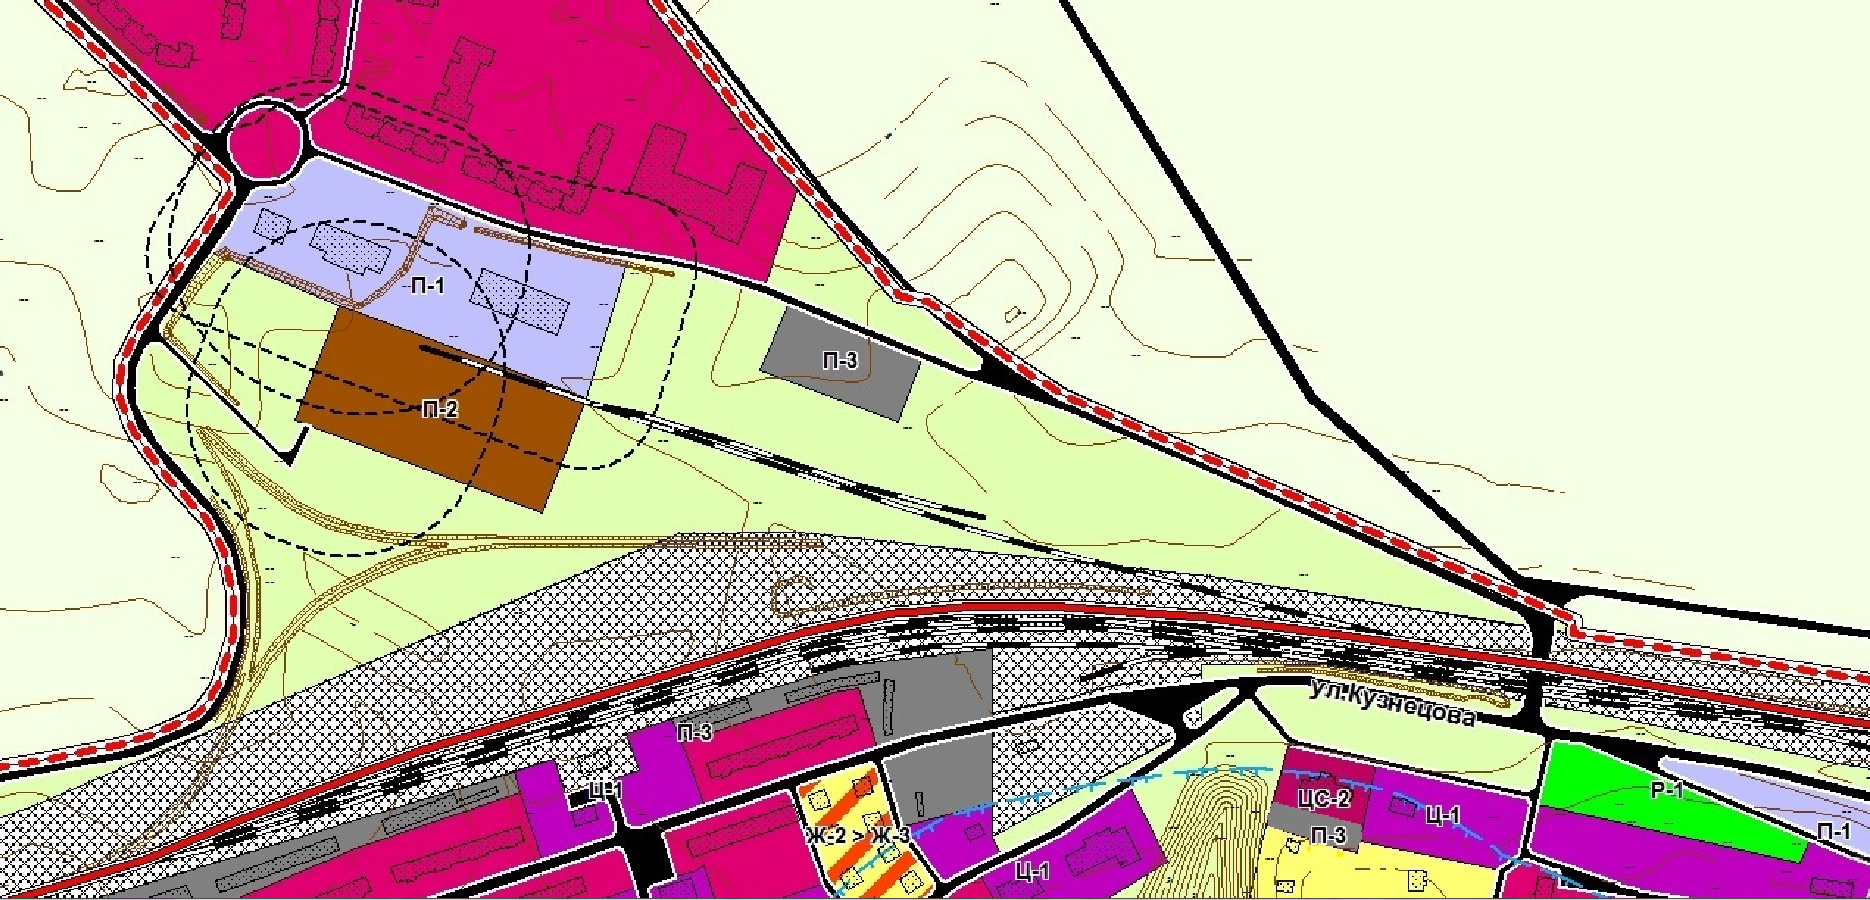 П-1
П-3
П-2
ул.Кузнецова
П-3
Ц-1
Р-1
ЦС-2
Ц-1
Ж-2 > Ж-3
П-3
П-1
Ц-1